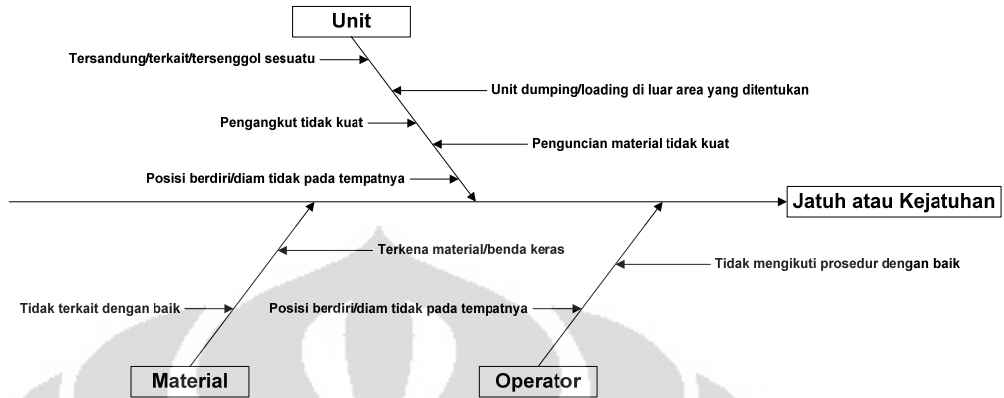 Unit
Tersandung/terkait/tersenggol sesuatu
Unit dumping/loading di luar area yang ditentukan
Pengangkut tidak kuat
Penguncian material tidak kuat
Posisi berdiri/diam tidak pada tempatnya
Jatuh atau Kejatuhan
Terkena material/benda keras
Tidak mengikuti prosedur dengan baik
Tidak terkait dengan baik
Posisi berdiri/diam tidak pada tempatnya
Material
Operator